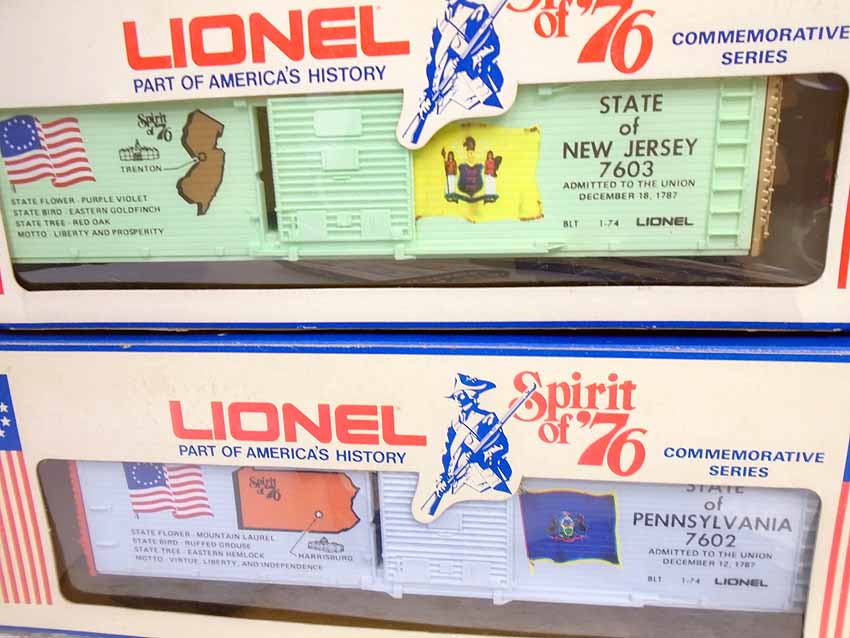 LIONEL
PART OF AMERICA'S HISTORY
Spirit
of '76
COMMEMORATIVE
SERIES
Spirit
of '76
TRENTON
STATE FLOWER - PURPLE VIOLET
STATE BIRD - EASTERN GOLDFINCH
STATE TREE - RED OAK
MOTTO - LIBERTY AND PROSPERITY
STATE
of
NEW JERSEY
7603
ADMITTED TO THE UNION
DECEMBER 18, 1787
BLT 1-74 LIONEL
LIONEL
PART OF AMERICA'S HISTORY
Spirit
of '76
COMMEMORATIVE
SERIES
Spirit
of '76
STATE FLOWER - MOUNTAIN LAUREL
STATE BIRD - RUFFED GROUSE
STATE TREE - EASTERN HEMLOCK
MOTTO - VIRTUE, LIBERTY, AND INDEPENDENCE
HARRISBURG
STATE
of
PENNSYLVANIA
7602
ADMITTED TO THE UNION
DECEMBER 12, 1787
BLT 1-74 LIONEL